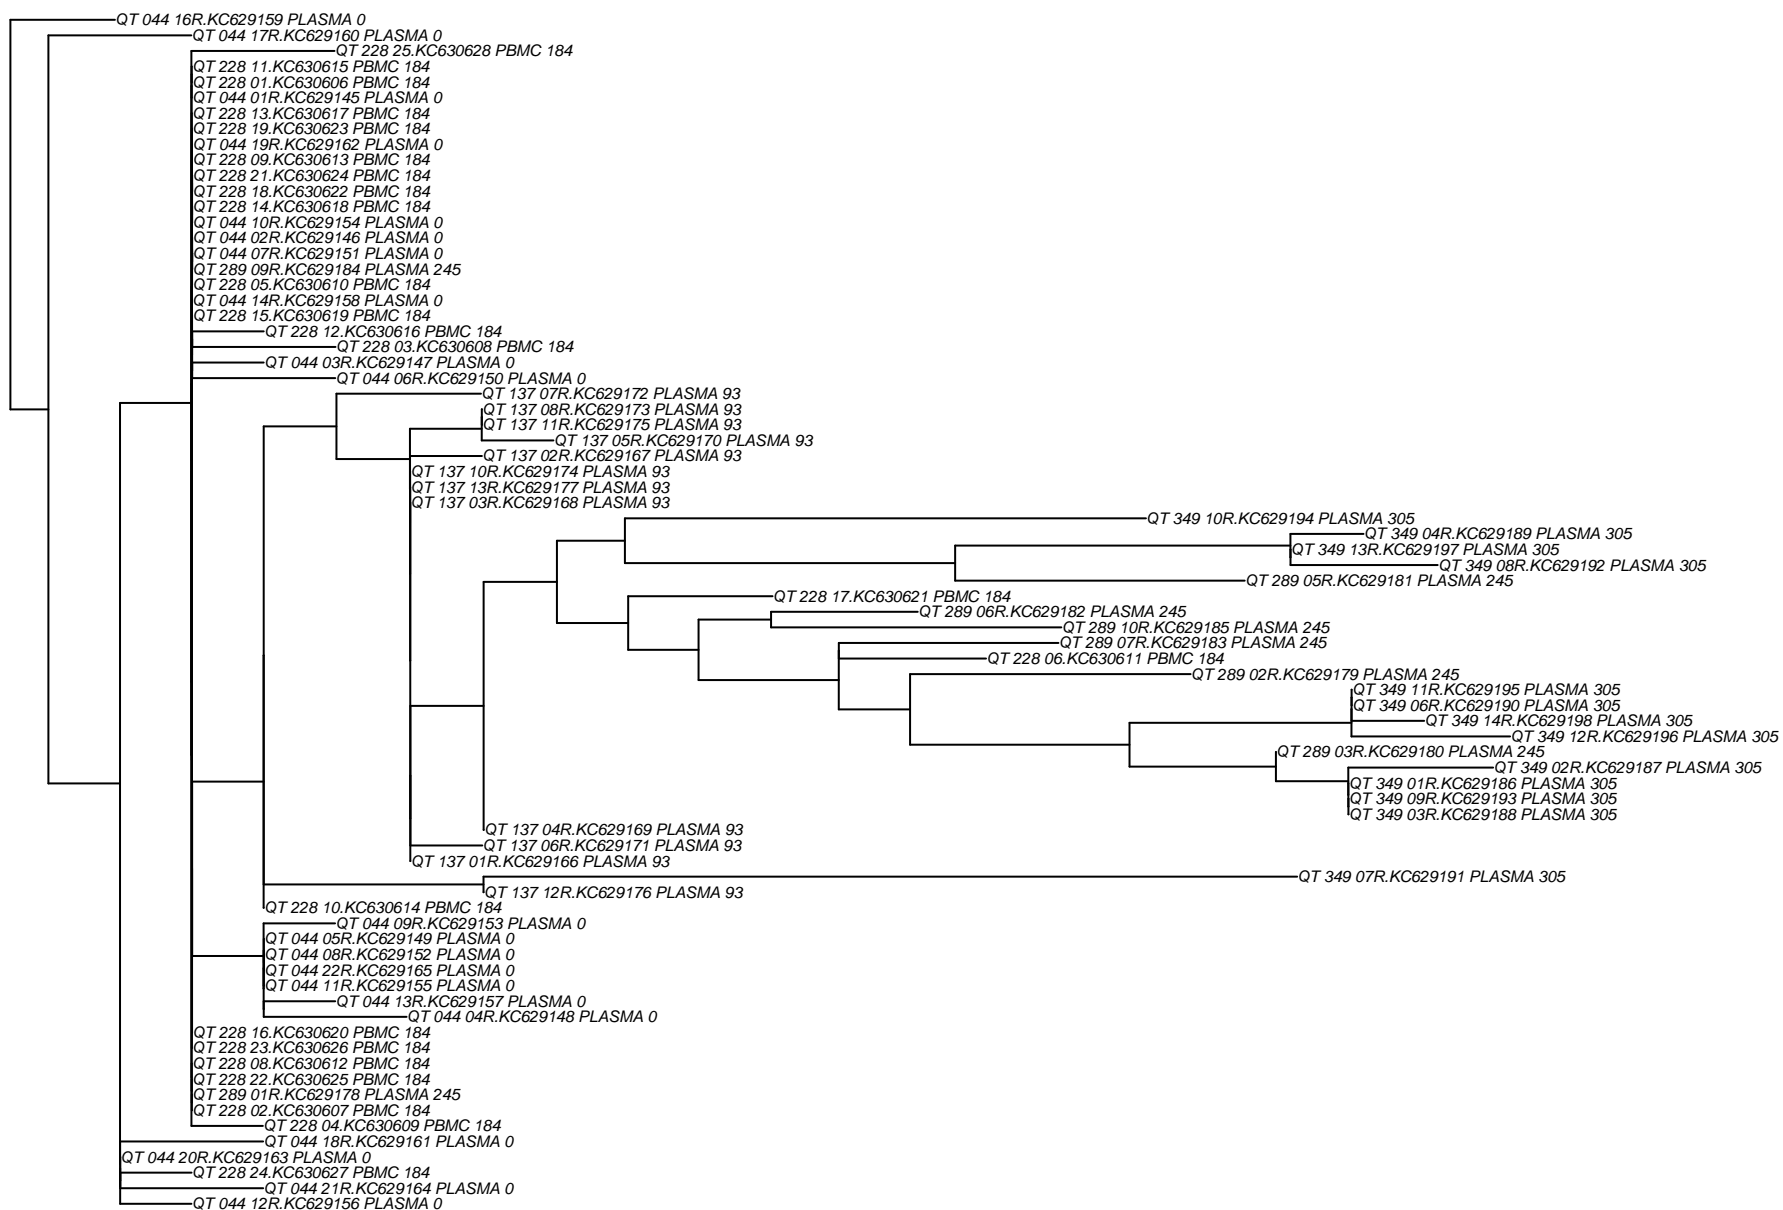 QT 044 16R.KC629159 PLASMA 0
QT 044 17R.KC629160 PLASMA 0
QT 228 25.KC630628 PBMC 184
QT 228 11.KC630615 PBMC 184
QT 228 01.KC630606 PBMC 184
QT 044 01R.KC629145 PLASMA 0
QT 228 13.KC630617 PBMC 184
QT 228 19.KC630623 PBMC 184
QT 044 19R.KC629162 PLASMA 0
QT 228 09.KC630613 PBMC 184
QT 228 21.KC630624 PBMC 184
QT 228 18.KC630622 PBMC 184
QT 228 14.KC630618 PBMC 184
QT 044 10R.KC629154 PLASMA 0
QT 044 02R.KC629146 PLASMA 0
QT 044 07R.KC629151 PLASMA 0
QT 289 09R.KC629184 PLASMA 245
QT 228 05.KC630610 PBMC 184
QT 044 14R.KC629158 PLASMA 0
QT 228 15.KC630619 PBMC 184
QT 228 12.KC630616 PBMC 184
QT 228 03.KC630608 PBMC 184
QT 044 03R.KC629147 PLASMA 0
QT 044 06R.KC629150 PLASMA 0
QT 137 07R.KC629172 PLASMA 93
QT 137 08R.KC629173 PLASMA 93
QT 137 11R.KC629175 PLASMA 93
QT 137 05R.KC629170 PLASMA 93
QT 137 02R.KC629167 PLASMA 93
QT 137 10R.KC629174 PLASMA 93
QT 137 13R.KC629177 PLASMA 93
QT 137 03R.KC629168 PLASMA 93
QT 349 10R.KC629194 PLASMA 305
QT 349 04R.KC629189 PLASMA 305
QT 349 13R.KC629197 PLASMA 305
QT 349 08R.KC629192 PLASMA 305
QT 289 05R.KC629181 PLASMA 245
QT 228 17.KC630621 PBMC 184
QT 289 06R.KC629182 PLASMA 245
QT 289 10R.KC629185 PLASMA 245
QT 289 07R.KC629183 PLASMA 245
QT 228 06.KC630611 PBMC 184
QT 289 02R.KC629179 PLASMA 245
QT 349 11R.KC629195 PLASMA 305
QT 349 06R.KC629190 PLASMA 305
QT 349 14R.KC629198 PLASMA 305
QT 349 12R.KC629196 PLASMA 305
QT 289 03R.KC629180 PLASMA 245
QT 349 02R.KC629187 PLASMA 305
QT 349 01R.KC629186 PLASMA 305
QT 349 09R.KC629193 PLASMA 305
QT 349 03R.KC629188 PLASMA 305
QT 137 04R.KC629169 PLASMA 93
QT 137 06R.KC629171 PLASMA 93
QT 137 01R.KC629166 PLASMA 93
QT 349 07R.KC629191 PLASMA 305
QT 137 12R.KC629176 PLASMA 93
QT 228 10.KC630614 PBMC 184
QT 044 09R.KC629153 PLASMA 0
QT 044 05R.KC629149 PLASMA 0
QT 044 08R.KC629152 PLASMA 0
QT 044 22R.KC629165 PLASMA 0
QT 044 11R.KC629155 PLASMA 0
QT 044 13R.KC629157 PLASMA 0
QT 044 04R.KC629148 PLASMA 0
QT 228 16.KC630620 PBMC 184
QT 228 23.KC630626 PBMC 184
QT 228 08.KC630612 PBMC 184
QT 228 22.KC630625 PBMC 184
QT 289 01R.KC629178 PLASMA 245
QT 228 02.KC630607 PBMC 184
QT 228 04.KC630609 PBMC 184
QT 044 18R.KC629161 PLASMA 0
QT 044 20R.KC629163 PLASMA 0
QT 228 24.KC630627 PBMC 184
QT 044 21R.KC629164 PLASMA 0
QT 044 12R.KC629156 PLASMA 0